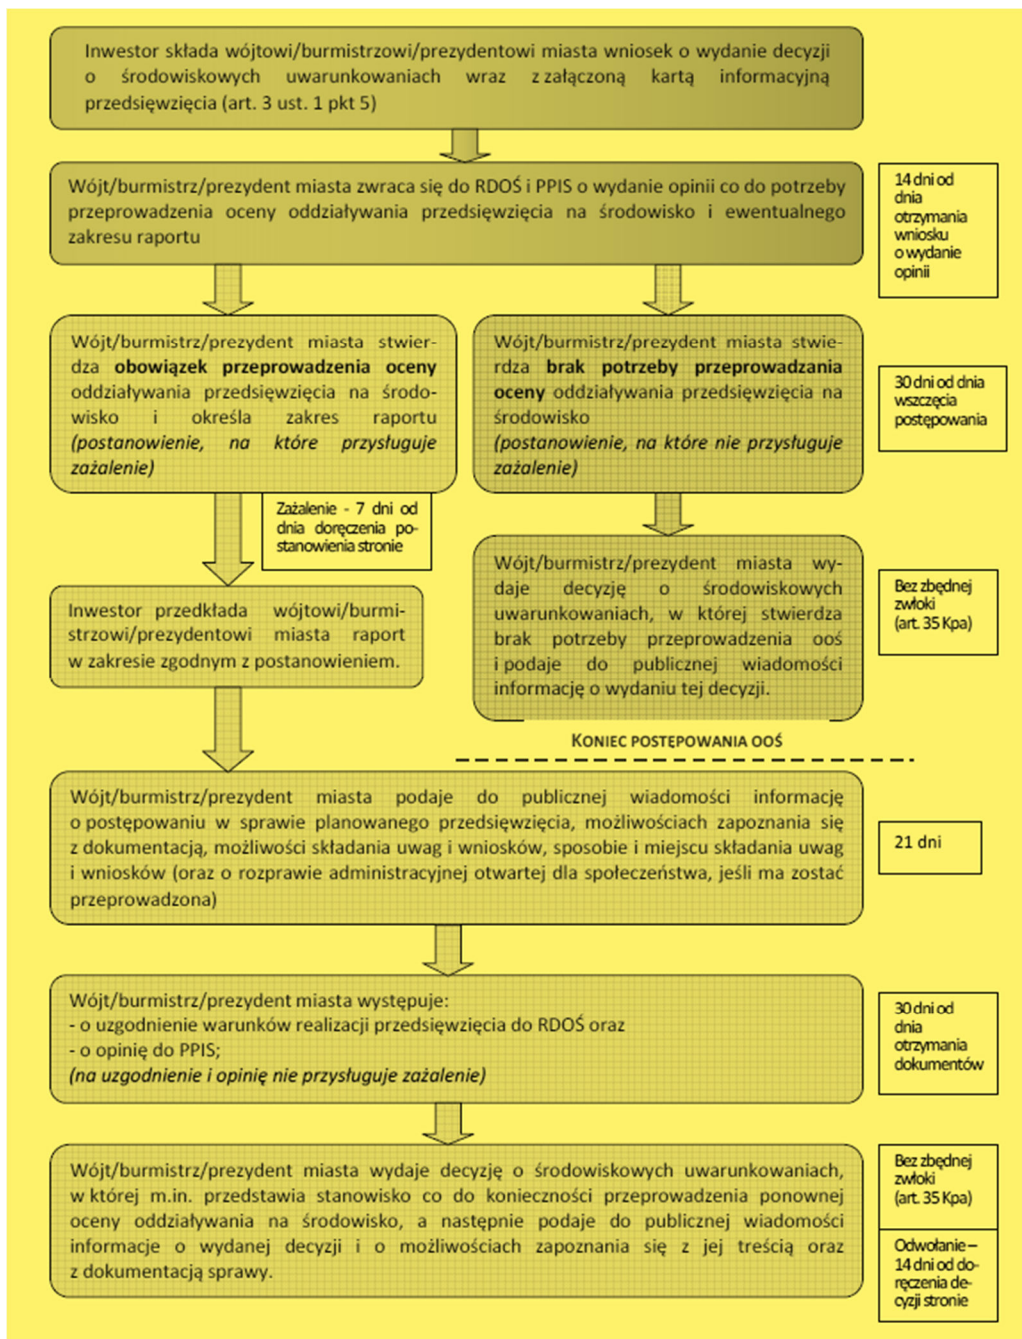 Inwestor składa wójtowi/burmistrzowi/prezydentowi miasta wniosek o wydanie decyzji
o środowiskowych uwarunkowaniach wraz z załączoną kartą informacyjną
przedsięwzięcia (art. 3 ust. 1 pkt 5)
Wójt/burmistrz/prezydent miasta zwraca się do RDOŚ i PPIS o wydanie opinii co do potrzeby
przeprowadzenia oceny oddziaływania przedsięwzięcia na środowisko i ewentualnego
zakresu raportu
14 dni od
dnia
otrzymania
wniosku
o wydanie
opinii
Wójt/burmistrz/prezydent miasta stwier-
dza obowiązek przeprowadzenia oceny
oddziaływania przedsięwzięcia na środo-
wisko i określa zakres raportu
(postanowienie, na które przysługuje
zażalenie)
Wójt/burmistrz/prezydent miasta stwie-
rdza brak potrzeby przeprowadzania
oceny oddziaływania przedsięwzięcia na
środowisko
(postanowienie, na które nie przysługuje
zażalenie)
30 dni od dnia
wszczęcia
postępowania
Zażalenie - 7 dni od
dnia doręczenia po-
stanowienia stronie
Inwestor przedkłada wójtowi/burmi-
strzowi/prezydentowi miasta raport
w zakresie zgodnym z postanowieniem.
Wójt/burmistrz/prezydent miasta wy-
daje decyzję o środowiskowych
uwarunkowaniach, w której stwierdza
brak potrzeby przeprowadzenia ooś
i podaje do publicznej wiadomości
informację o wydaniu tej decyzji.
Bez zbędnej
zwłoki
(art. 35 Kpa)
KONIEC POSTĘPOWANIA OOŚ
Wójt/burmistrz/prezydent miasta podaje do publicznej wiadomości informację
o postępowaniu w sprawie planowanego przedsięwzięcia, możliwościach zapoznania się
z dokumentacją, możliwości składania uwag i wniosków, sposobie i miejscu składania uwag
i wniosków (oraz o rozprawie administracyjnej otwartej dla społeczeństwa, jeśli ma zostać
przeprowadzona)
21 dni
Wójt/burmistrz/prezydent miasta występuje:
- o uzgodnienie warunków realizacji przedsięwzięcia do RDOŚ oraz
- o opinię do PPIS;
(na uzgodnienie i opinię nie przysługuje zażalenie)
30 dni od
dnia
otrzymania
dokumentów
Wójt/burmistrz/prezydent miasta wydaje decyzję o środowiskowych uwarunkowaniach,
w której m.in. przedstawia stanowisko co do konieczności przeprowadzenia ponownej
oceny oddziaływania na środowisko, a następnie podaje do publicznej wiadomości
informacje o wydanej decyzji i o możliwościach zapoznania się z jej treścią oraz
z dokumentacją sprawy.
Bez zbędnej
zwłoki
(art. 35 Kpa)
Odwołanie –
14 dni od do-
ręczenia de-
cyzji stronie